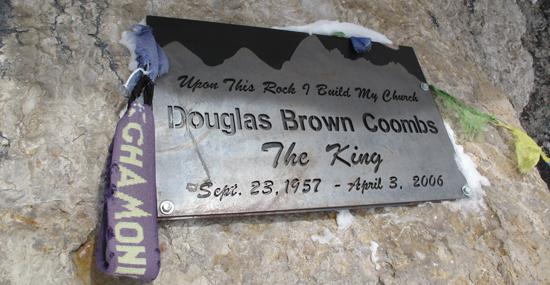 Upon This Rock I Build My Church
Douglas Brown Coombs
The King
Sept. 23, 1957 - April 3, 2006
CHAMONI